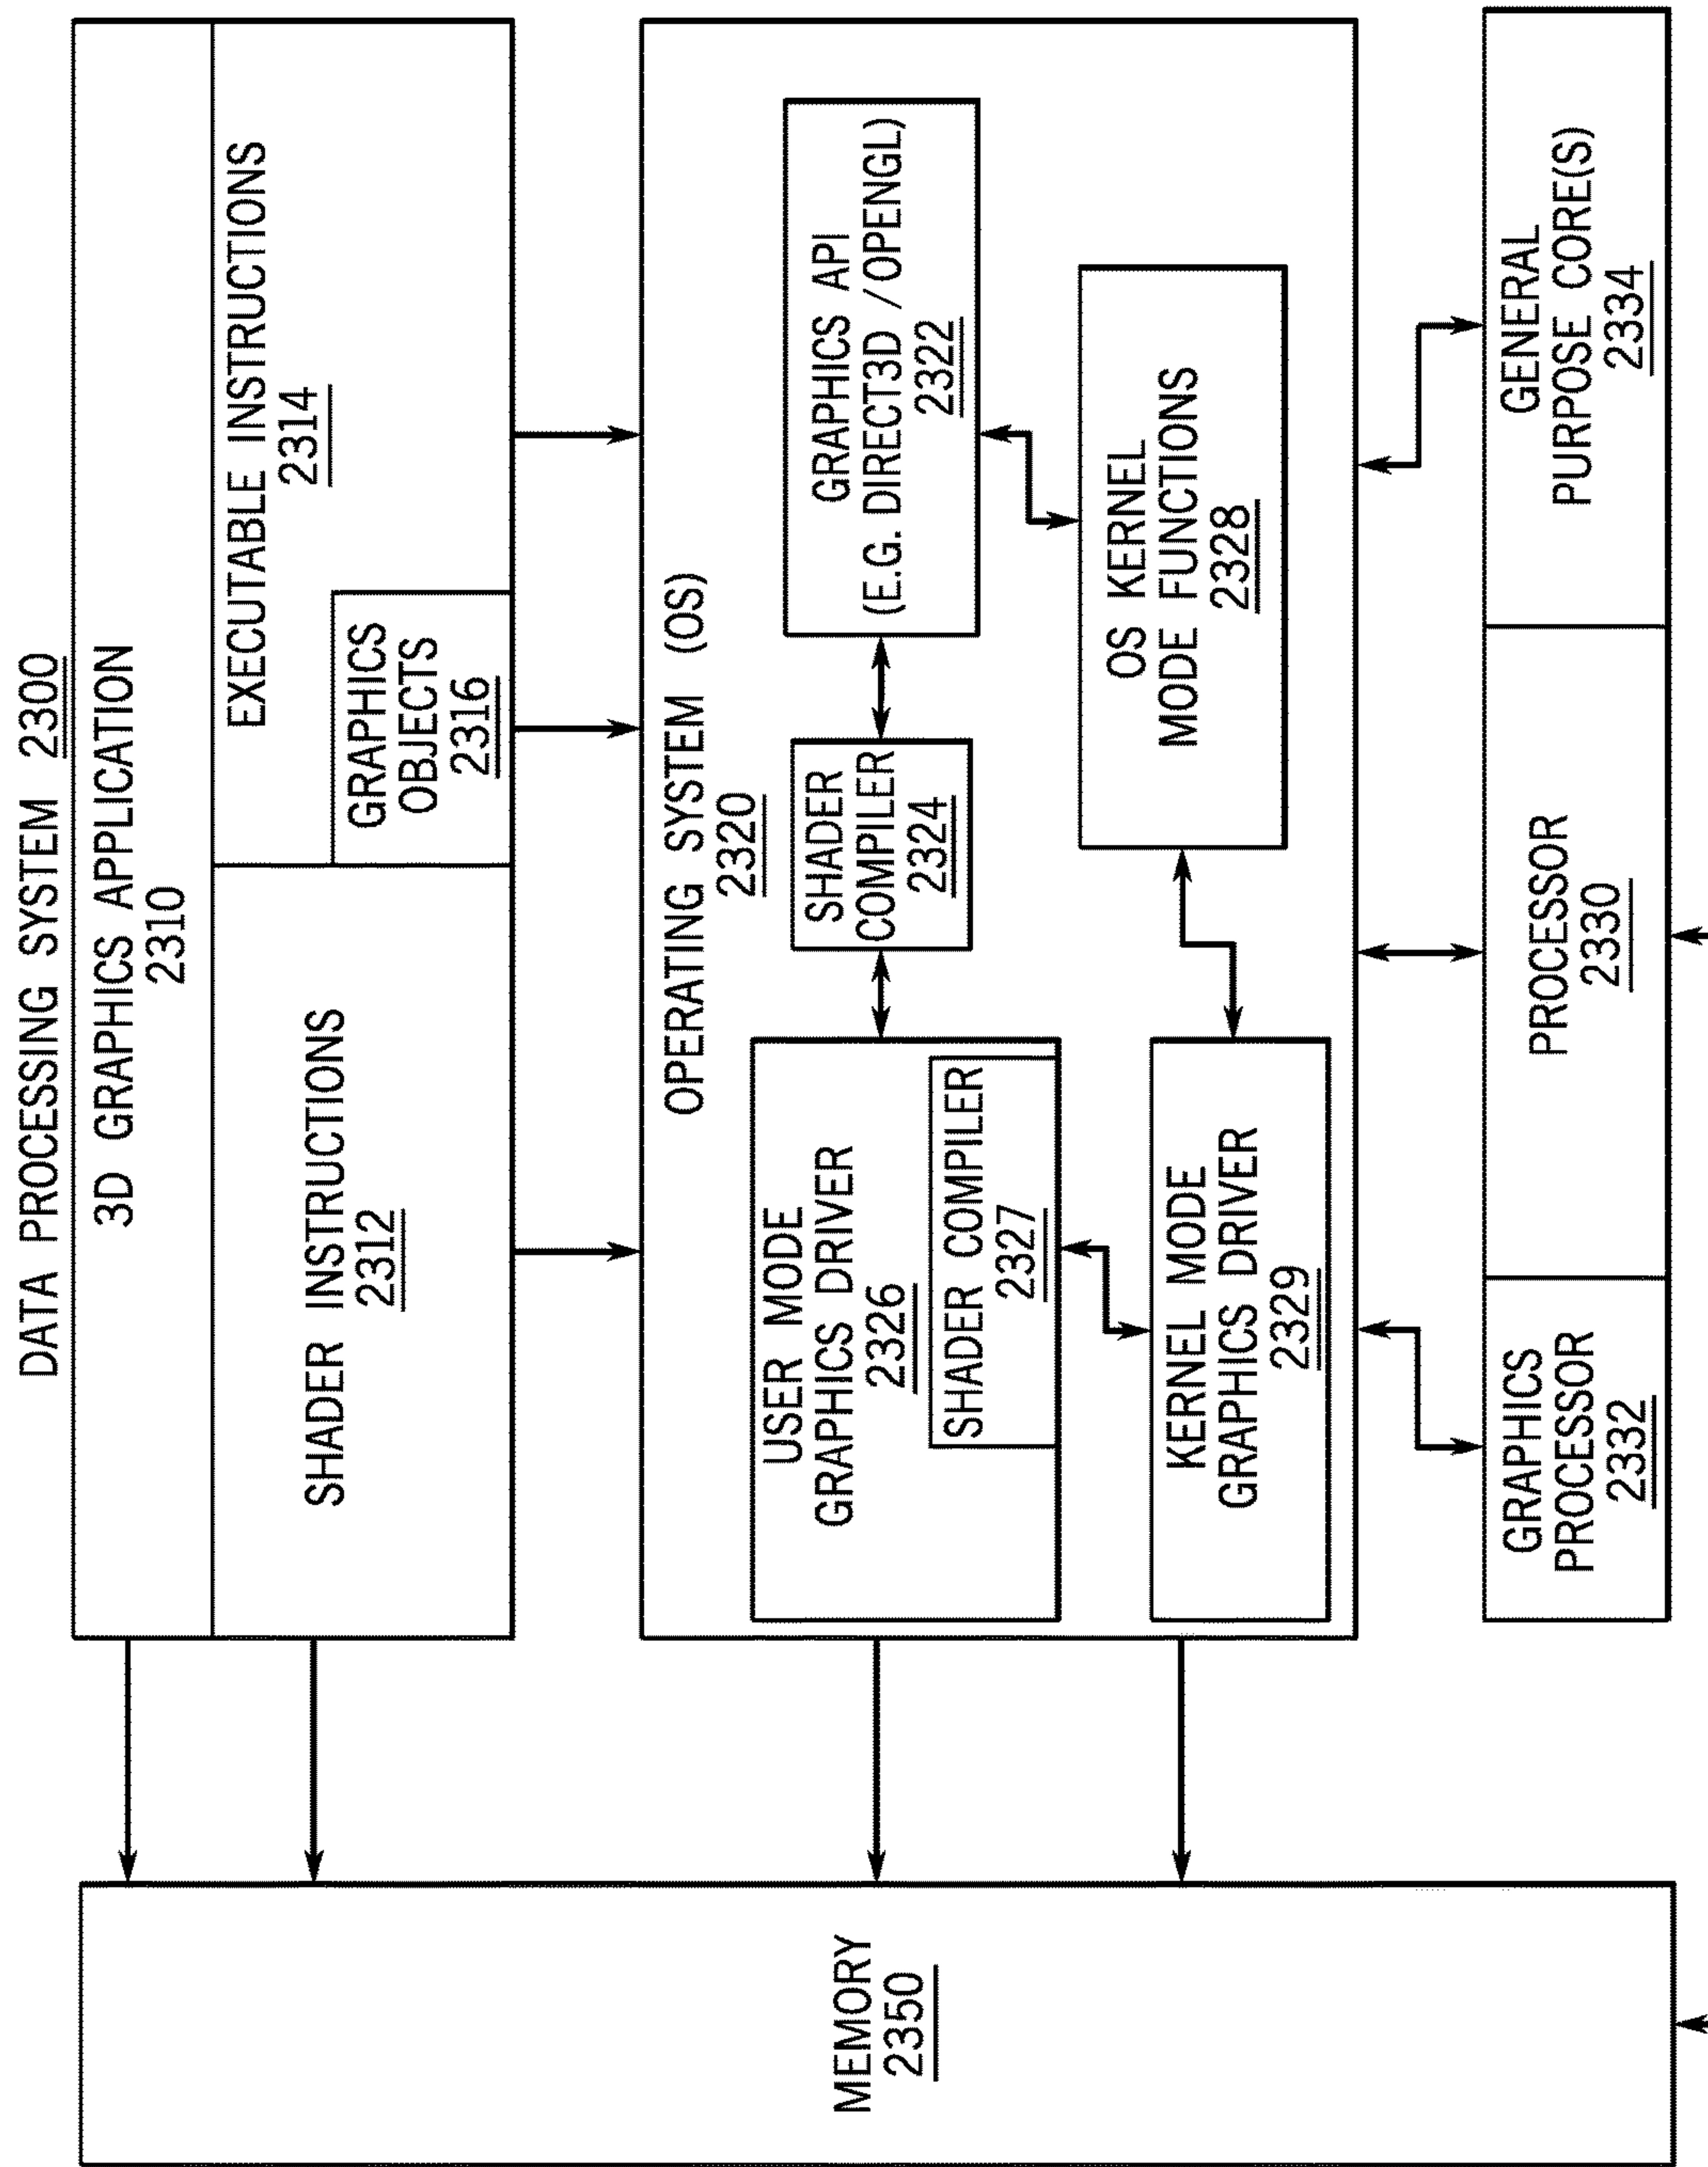 DATA PROCESSING SYSTEM 2300
3D GRAPHICS APPLICATION
2310
SHADER INSTRUCTIONS
2312
EXECUTABLE INSTRUCTIONS
2314
GRAPHICS
OBJECTS
2316
OPERATING SYSTEM (OS)
2320
USER MODE
GRAPHICS DRIVER
2326
SHADER COMPILER
2327
SHADER
COMPILER
2324
GRAPHICS API
(E.G. DIRECT3D /OPENGL)
2322
KERNEL MODE
GRAPHICS DRIVER
2329
OS KERNEL
MODE FUNCTIONS
2328
GRAPHICS
PROCESSOR
2332
PROCESSOR
2330
GENERAL
PURPOSE CORE(S)
2334
MEMORY
2350